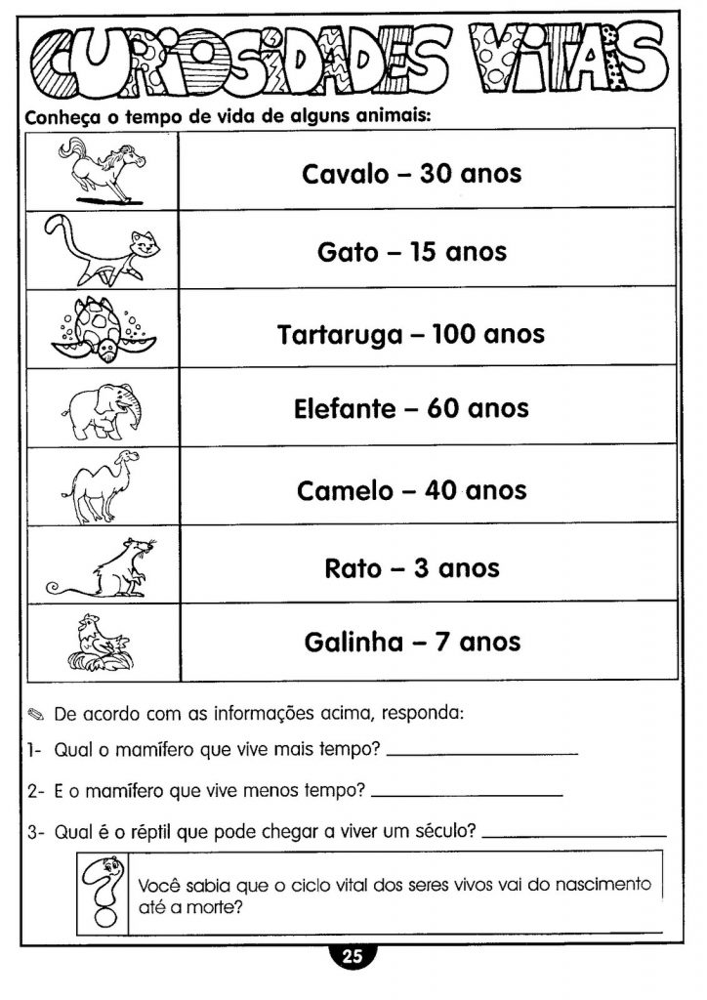 CURIOSIDADES VITAIS
Conheça o tempo de vida de alguns animais:
Cavalo – 30 anos
Gato – 15 anos
Tartaruga – 100 anos
Elefante – 60 anos
Camelo – 40 anos
Rato – 3 anos
Galinha – 7 anos
De acordo com as informações acima, responda:
1- Qual o mamífero que vive mais tempo? ____________________
2- E o mamífero que vive menos tempo? ____________________
3- Qual é o réptil que pode chegar a viver um século? ____________________
Você sabia que o ciclo vital dos seres vivos vai do nascimento
até a morte?
25